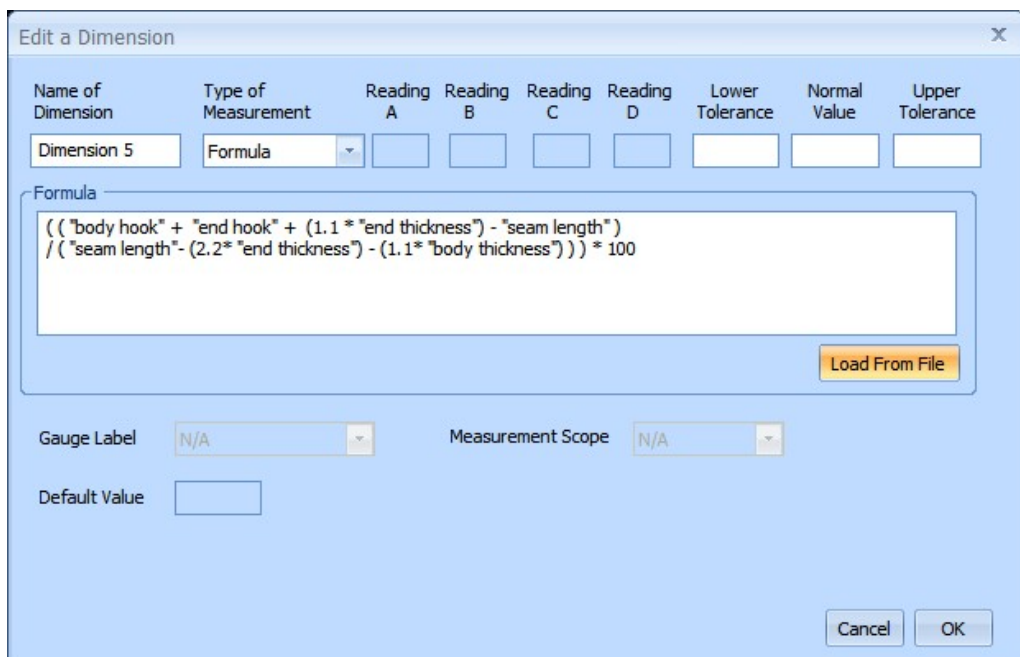 Edit a Dimension
x
Name of Dimension
Type of Measurement
Reading A
Reading B
Reading C
Reading D
Lower Tolerance
Normal Value
Upper Tolerance
Dimension 5
Formula
Formula
( ( "body hook" + "end hook" + (1.1 * "end thickness") - "seam length" )
/ ( "seam length"- (2.2* "end thickness") - (1.1* "body thickness") ) ) * 100
Load From File
Gauge Label
N/A
Measurement Scope
N/A
Default Value
Cancel
OK